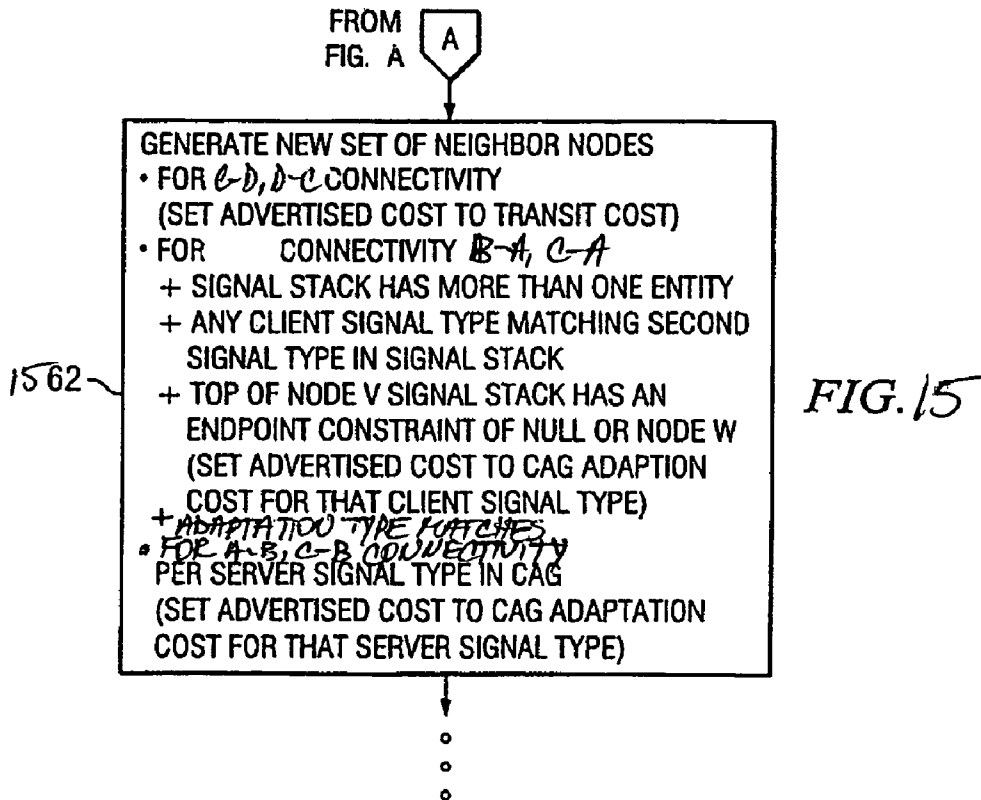 FROM
FIG. A
A
GENERATE NEW SET OF NEIGHBOR NODES
• FOR C-D, D-C CONNECTIVITY
(SET ADVERTISED COST TO TRANSIT COST)
• FOR CONNECTIVITY B-A, C-A
+ SIGNAL STACK HAS MORE THAN ONE ENTITY
+ ANY CLIENT SIGNAL TYPE MATCHING SECOND
SIGNAL TYPE IN SIGNAL STACK
+ TOP OF NODE V SIGNAL STACK HAS AN
ENDPOINT CONSTRAINT OF NULL OR NODE W
(SET ADVERTISED COST TO CAG ADAPTION
COST FOR THAT CLIENT SIGNAL TYPE)
+ ADAPTATION TYPE MATCHES
• FOR A-B, C-B CONNECTIVITY
PER SERVER SIGNAL TYPE IN CAG
(SET ADVERTISED COST TO CAG ADAPTATION
COST FOR THAT SERVER SIGNAL TYPE)
1562
FIG. 15